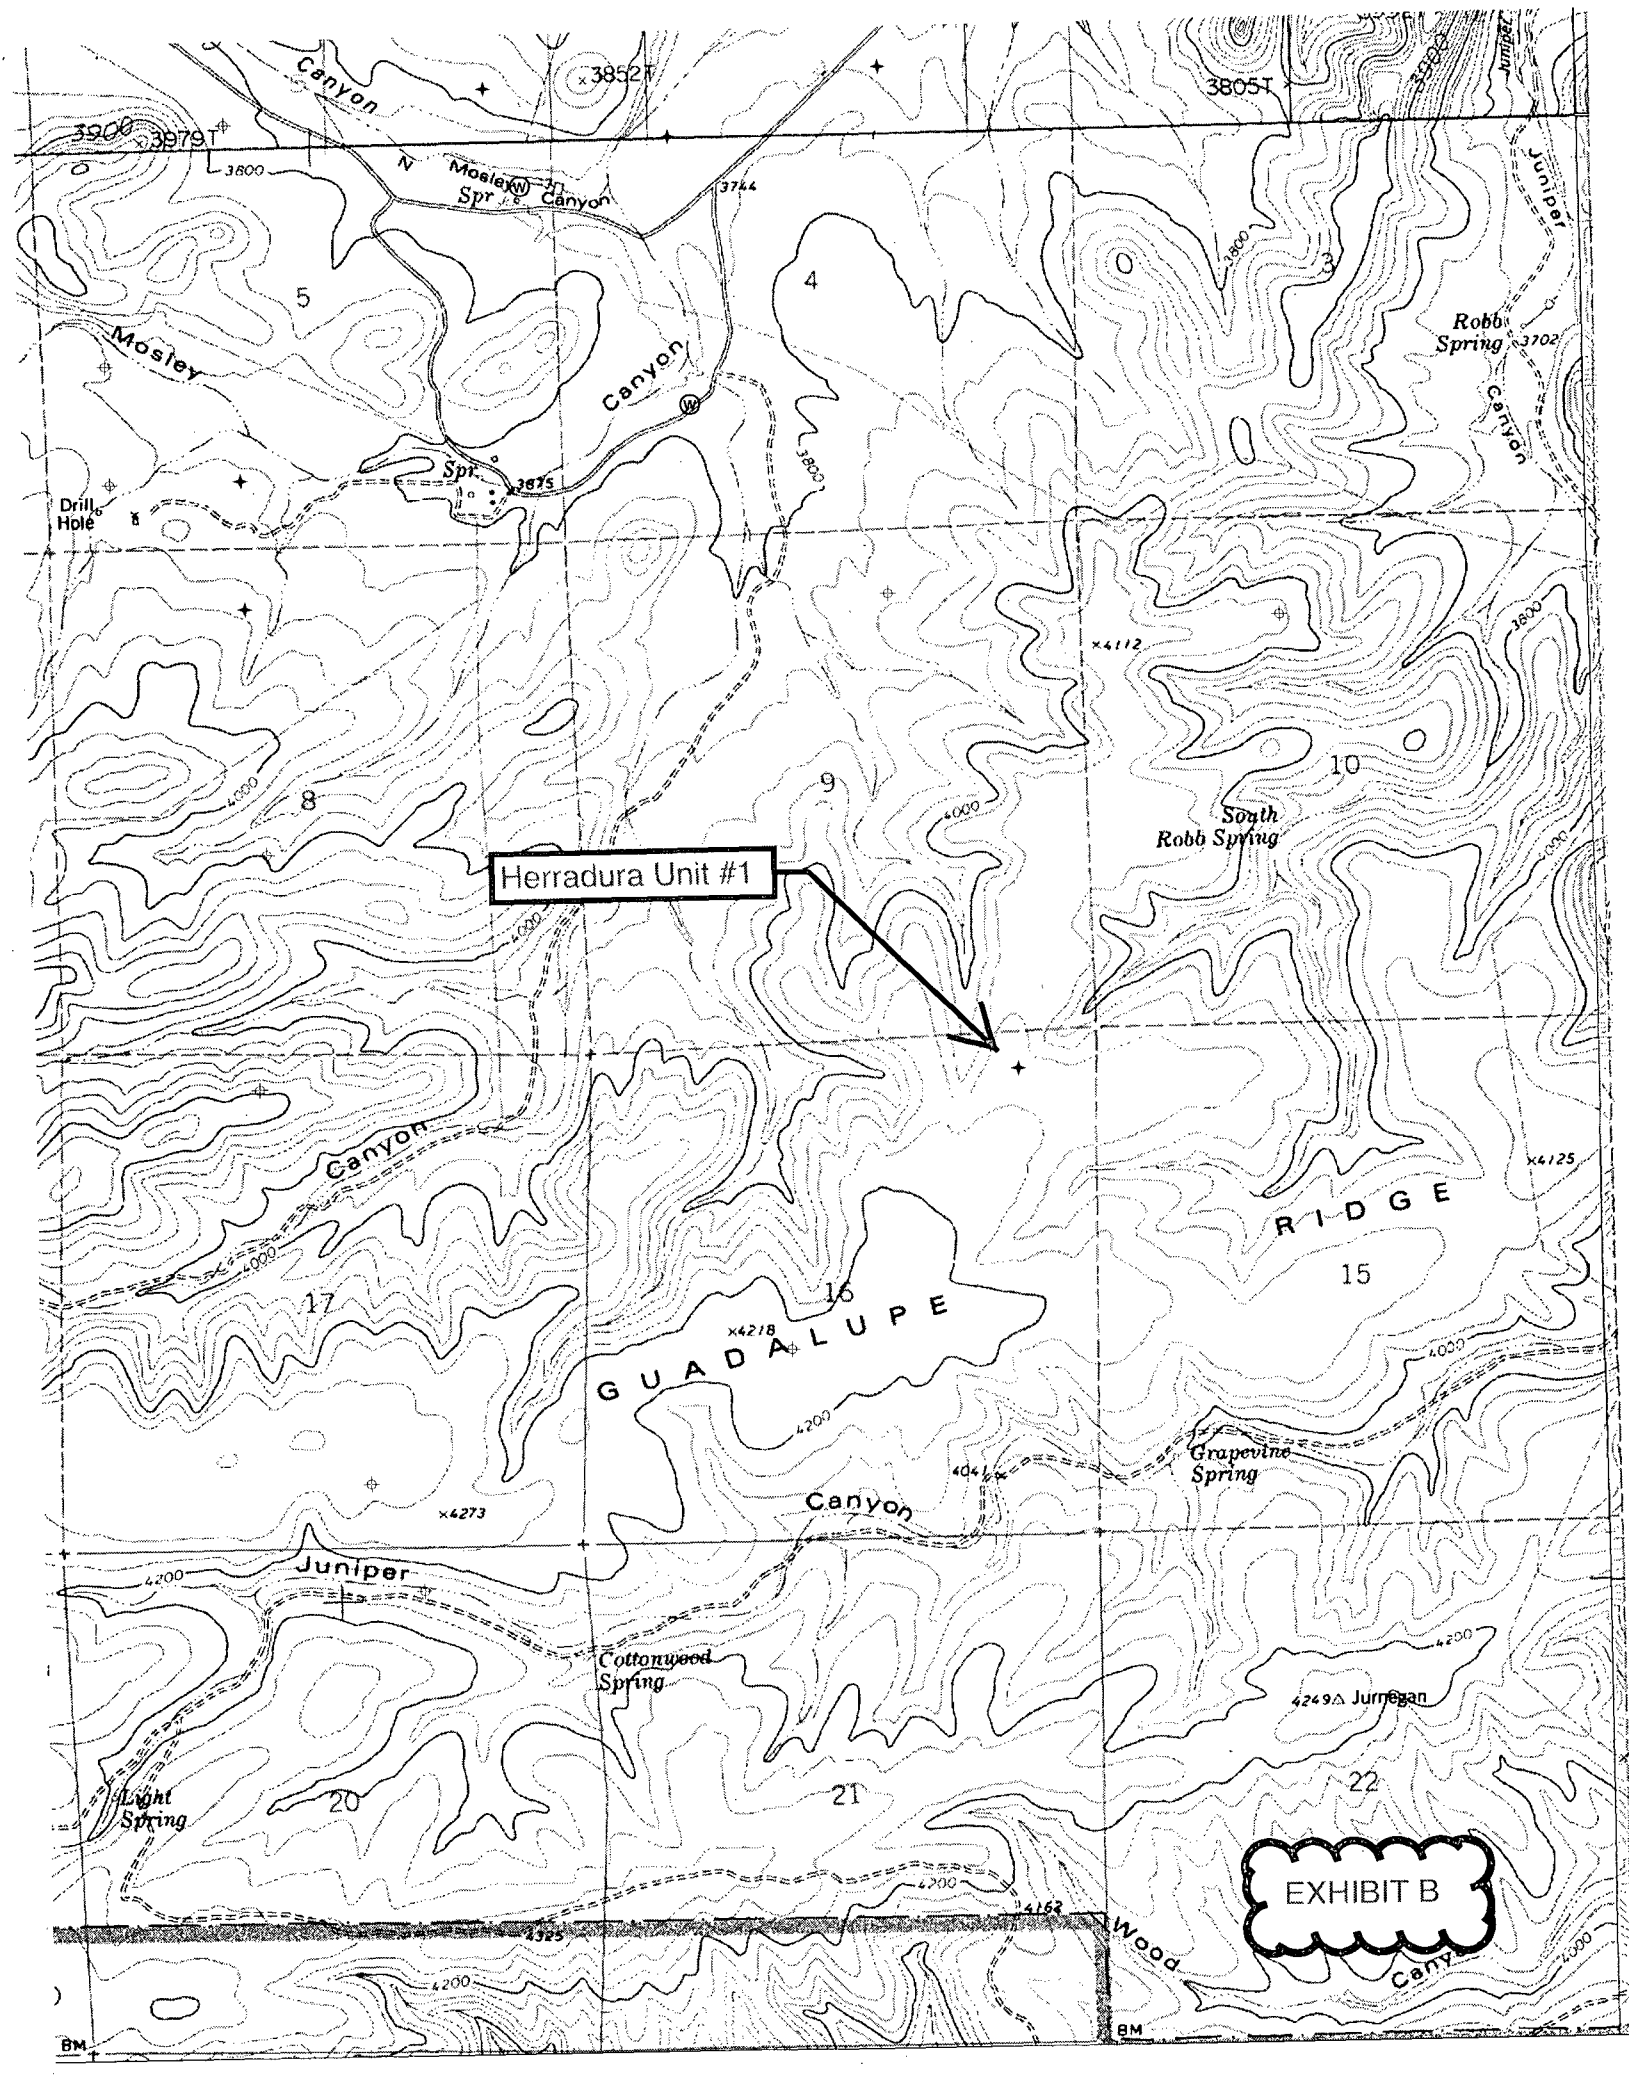 Canyon
3852T
3805T
3900
Juniper
3900
3979T
3800
N
Mosley
Spr
W
Canyon
3744
Juniper
3800
3
4
5
Mosley
Canyon
W
Robb
Spring
3702
Canyon
3800
Spr
3875
Drill
Hole
3800
4112
4000
8
9
10
4000
South
Robb Spring
4000
Herradura Unit #1
4000
Canyon
4125
RIDGE
4000
17
16
15
4218
GUADALUPE
4000
4200
Grapevine
Spring
4041
Canyon
4273
Juniper
4200
Cottonwood
Spring
4200
4249 Jurnegan
Light
Spring
20
21
22
EXHIBIT B
4200
4162
4325
Wood
Cany
4000
4200
BM
BM